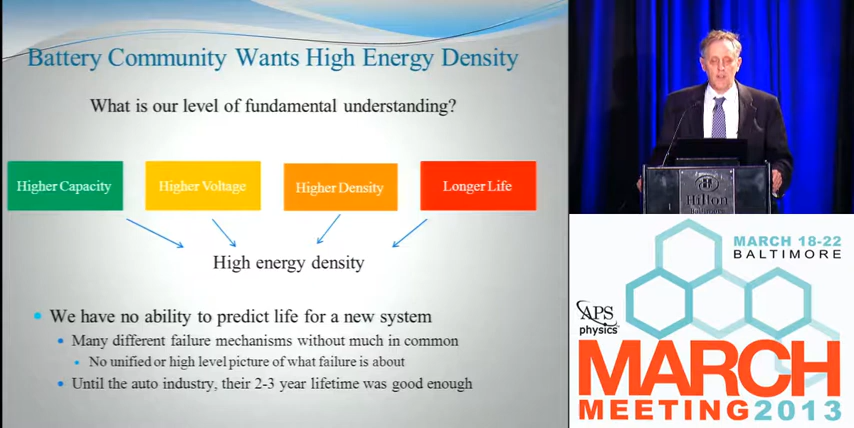 Battery Community Wants High Energy Density
What is our level of fundamental understanding?
Higher Capacity
Higher Voltage
Higher Density
Longer Life
High energy density
We have no ability to predict life for a new system
Many different failure mechanisms without much in common
No unified or high level picture of what failure is about
Until the auto industry, their 2-3 year lifetime was good enough
Hilton
MARCH 18-22
BALTIMORE
APS
physics
MARCH
MEETING2013